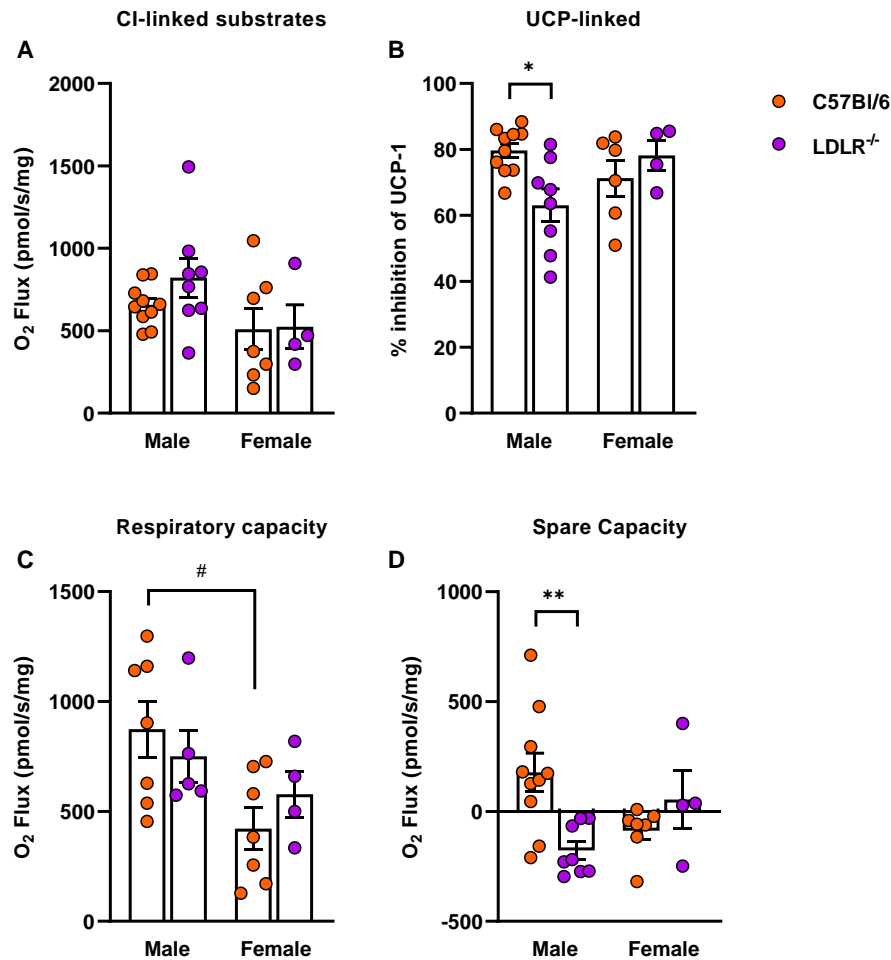 CI-linked substrates
A
2000
1500
1000
500
0
O₂ Flux (pmol/s/mg)
Male
Female
UCP-linked
B
*
100
80
60
40
20
0
% inhibition of UCP-1
Male
Female
C57Bl/6
LDLR⁻/⁻
Respiratory capacity
C
#
1500
1000
500
0
O₂ Flux (pmol/s/mg)
Male
Female
Spare Capacity
D
**
1000
500
0
-500
O₂ Flux (pmol/s/mg)
Male
Female